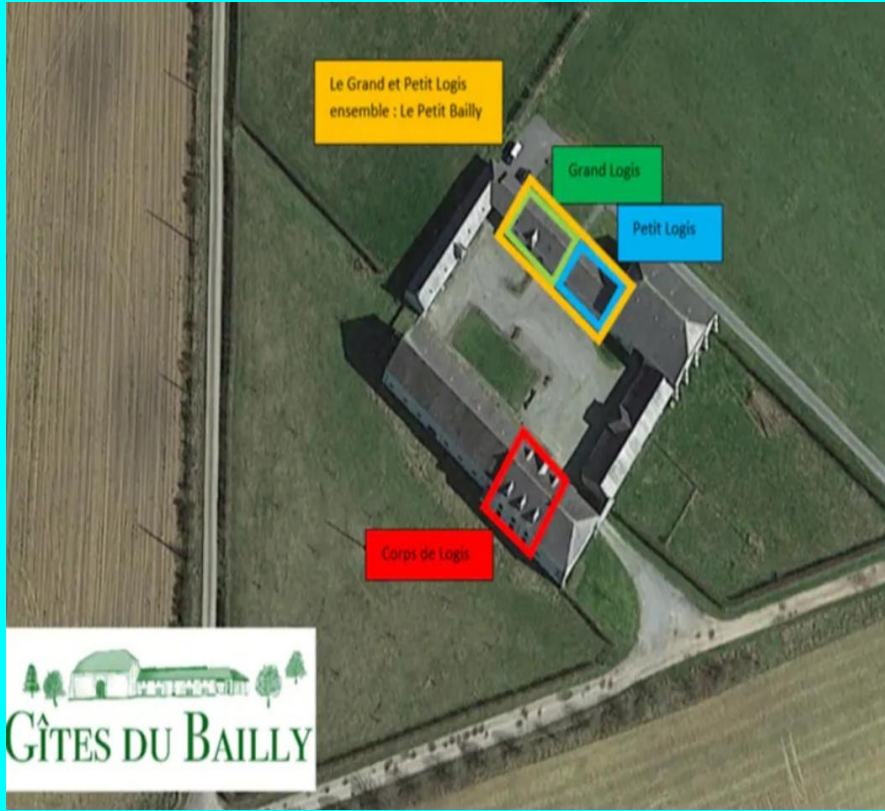 Le Grand et Petit Logis
ensemble : Le Petit Bailly
Grand Logis
Petit Logis
Corps de Logis
GÎTES DU BAILLY